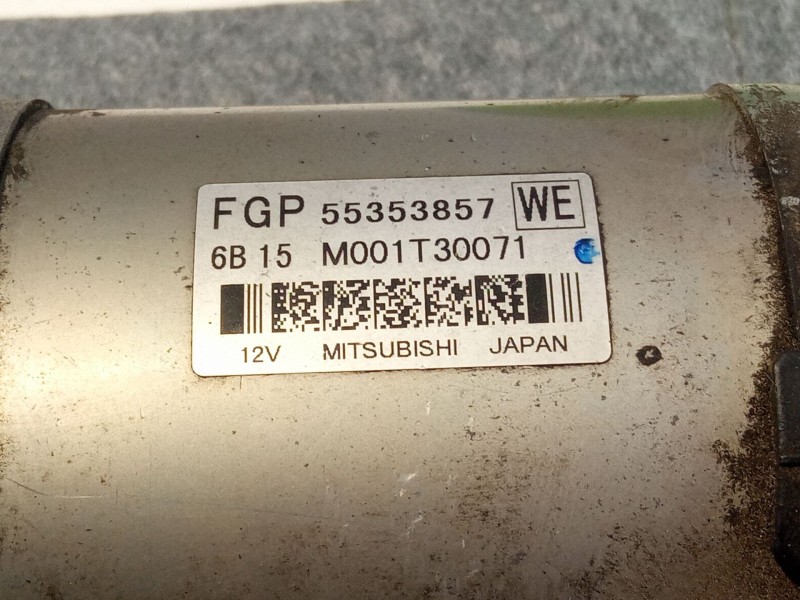 FGP 55353857 WE
6B 15 M001T30071
12V MITSUBISHI JAPAN